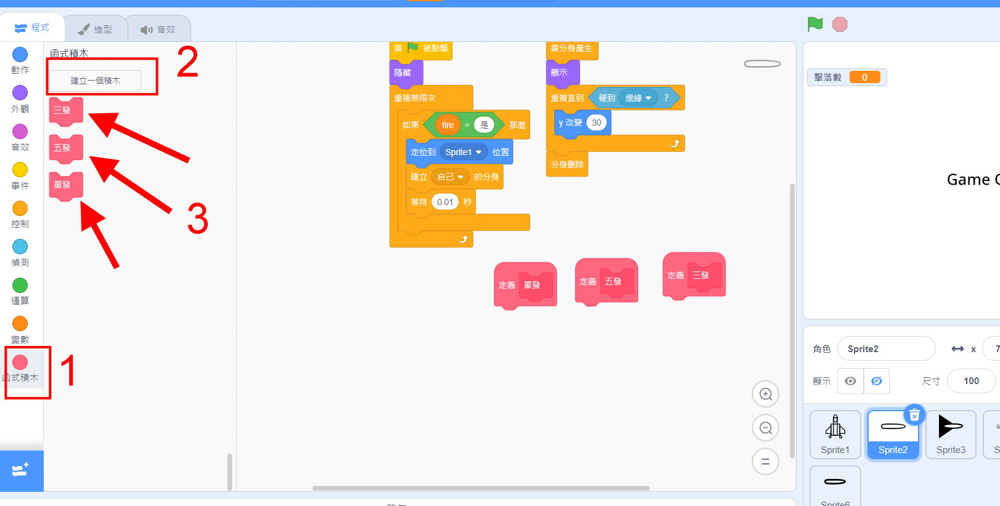 程式
造型
音效
動作
外觀
音效
事件
控制
偵測
運算
變數
函式積木
1
函式積木
2
建立一個積木
三發
五發
單發
3
當 被點擊
隱藏
重複無限次
如果 fire = 是 那麼
定位到 Sprite1 位置
建立 自己 的分身
等待 0.01 秒
當分身產生
顯示
重複直到 碰到 邊緣 ?
y 改變 30
分身刪除
定義 單發
定義 五發
定義 三發
擊落數 0
Game
角色 Sprite2
x 7
顯示
尺寸 100
Sprite1
Sprite2
Sprite3
Sprite6